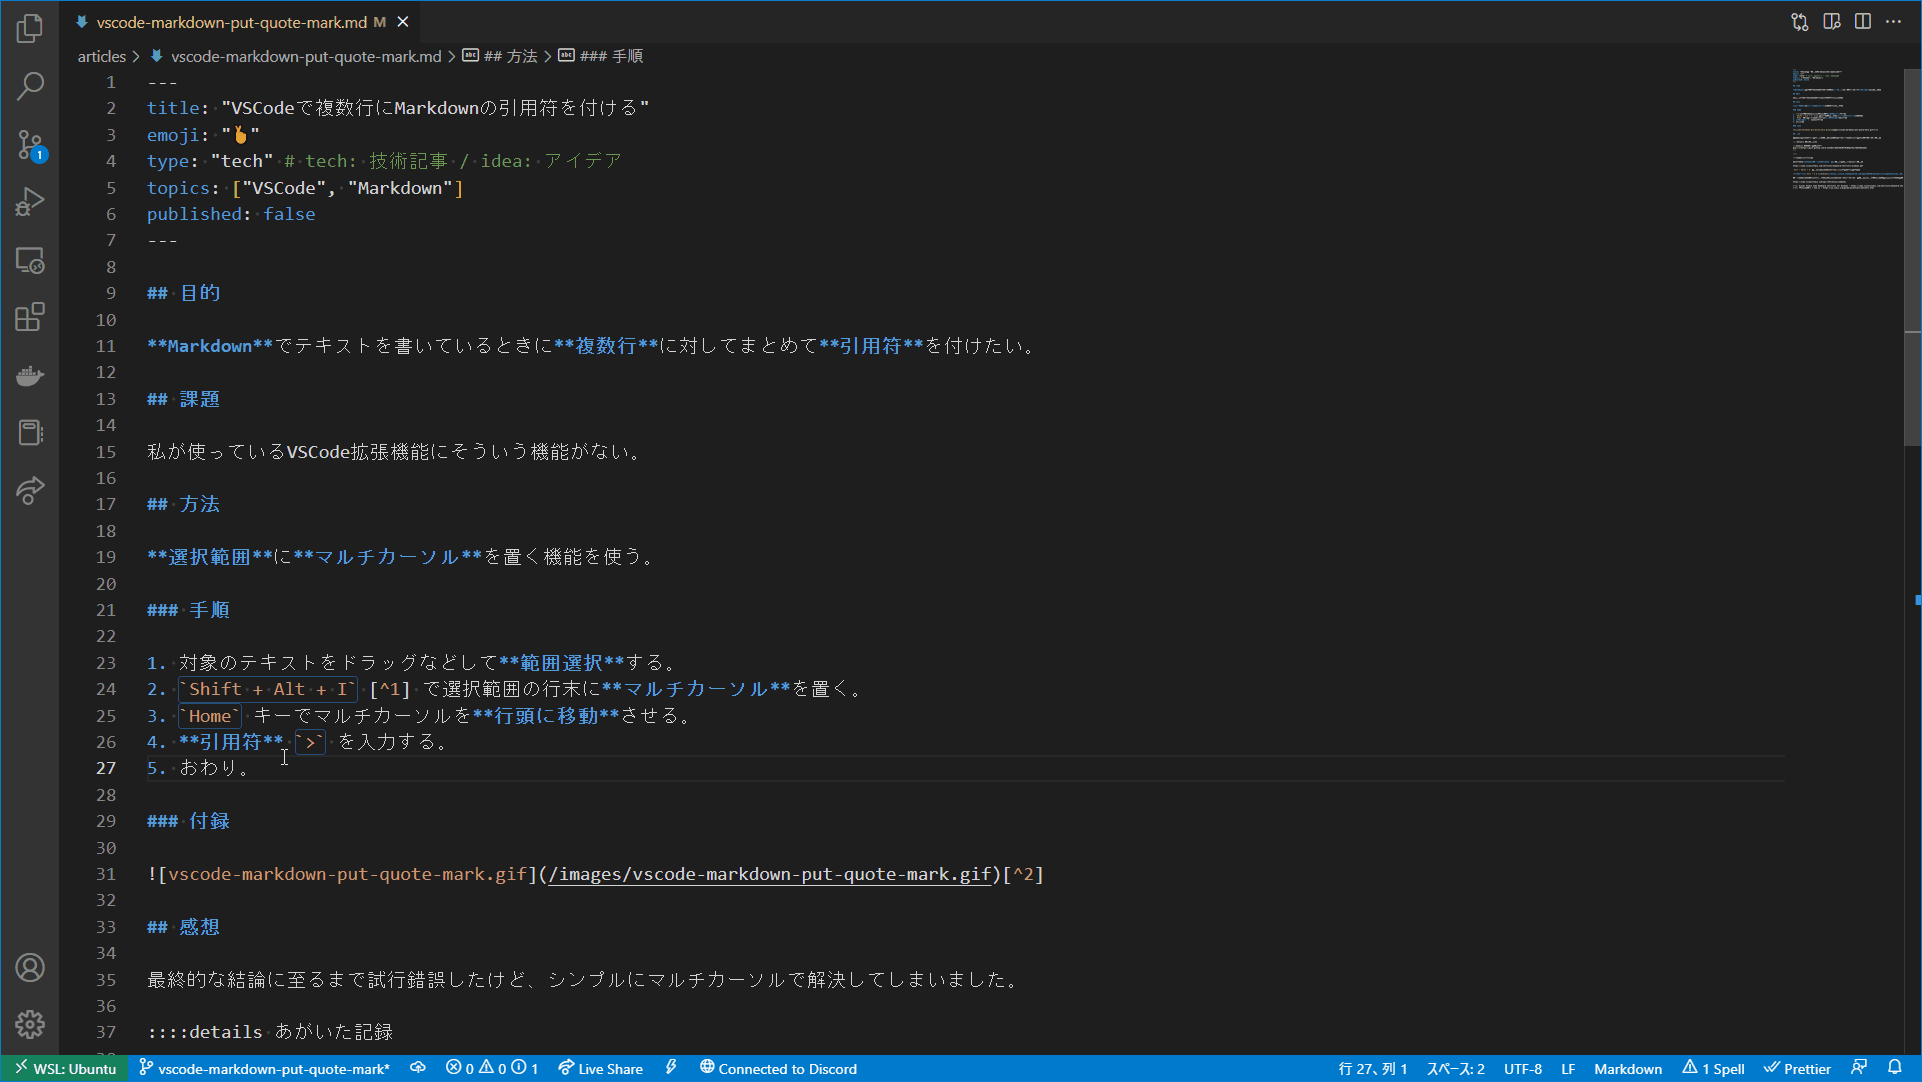 vscode-markdown-put-quote-mark.md M
articles > vscode-markdown-put-quote-mark.md > ## 方法 > ### 手順
1 ---
2 title: "VSCodeで複数行にMarkdownの引用符を付ける"
3 emoji: "🫰"
4 type: "tech" # tech: 技術記事 / idea: アイデア
5 topics: ["VSCode", "Markdown"]
6 published: false
7 ---
8
9 ## 目的
10
11 **Markdown**でテキストを書いているときに**複数行**に対してまとめて**引用符**を付けたい。
12
13 ## 課題
14
15 私が使っているVSCode拡張機能にそういう機能がない。
16
17 ## 方法
18
19 **選択範囲**に**マルチカーソル**を置く機能を使う。
20
21 ### 手順
22
23 1. 対象のテキストをドラッグなどして**範囲選択**する。
24 2. `Shift + Alt + I` [^1] で選択範囲の行末に**マルチカーソル**を置く。
25 3. `Home` キーでマルチカーソルを**行頭に移動**させる。
26 4. **引用符** `>` を入力する。
27 5. おわり。
28
29 ### 付録
30
31 ![vscode-markdown-put-quote-mark.gif](/images/vscode-markdown-put-quote-mark.gif)[^2]
32
33 ## 感想
34
35 最終的な結論に至るまで試行錯誤したけど、シンプルにマルチカーソルで解決してしまいました。
36
37 ::::details あがいた記録
WSL: Ubuntu vscode-markdown-put-quote-mark* 0 0 1 Live Share Connected to Discord 行 27、列 1 スペース: 2 UTF-8 LF Markdown 1 Spell Prettier